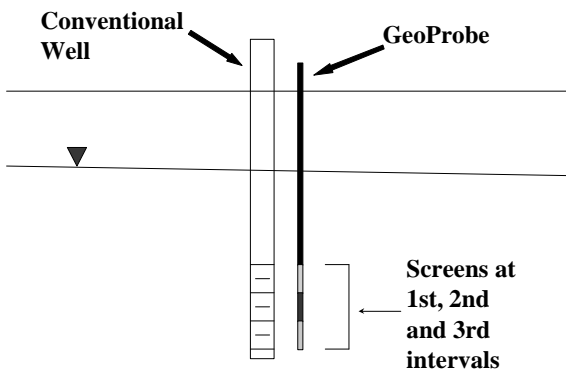 Conventional
Well
GeoProbe
Screens at
1st, 2nd
and 3rd
intervals